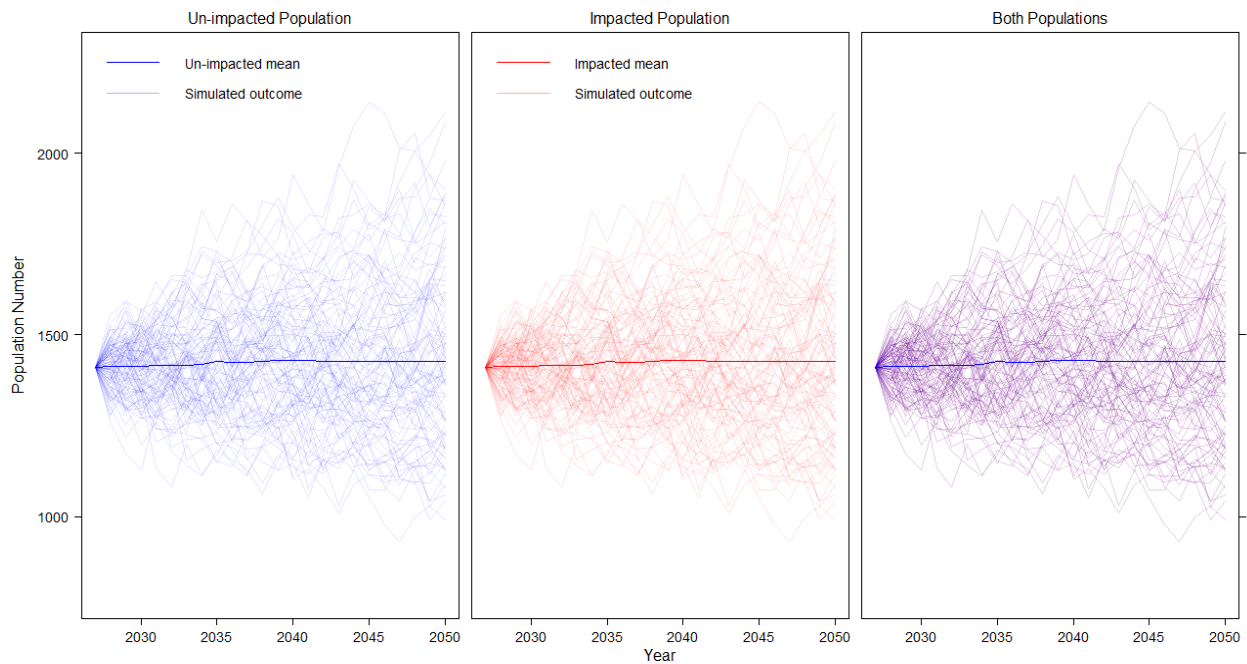 Un-impacted Population
Impacted Population
Both Populations
Un-impacted mean
Simulated outcome
Impacted mean
Simulated outcome
Population Number
2000
1500
1000
2030
2035
2040
2045
2050
2030
2035
2040
2045
2050
2030
2035
2040
2045
2050
Year